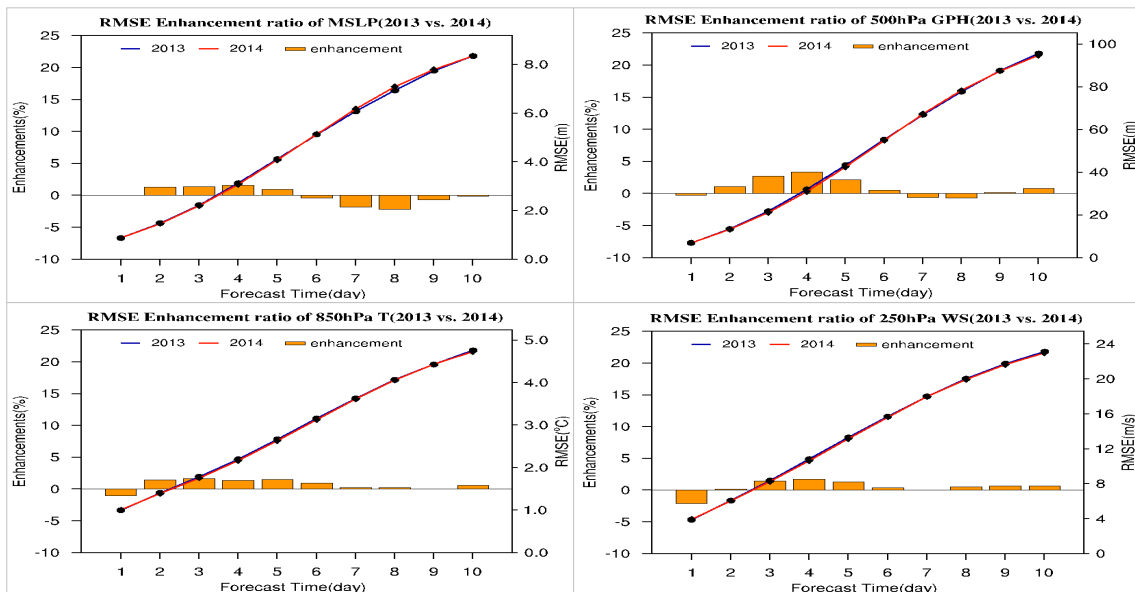 RMSE Enhancement ratio of MSLP(2013 vs. 2014)
2013 2014 enhancement
25
20
15
10
5
0
-5
-10
Enhancements(%)
8.0
6.0
4.0
2.0
0.0
RMSE(m)
1 2 3 4 5 6 7 8 9 10
Forecast Time(day)
RMSE Enhancement ratio of 500hPa GPH(2013 vs. 2014)
2013 2014 enhancement
25
20
15
10
5
0
-5
-10
Enhancements(%)
100
80
60
40
20
0
RMSE(m)
1 2 3 4 5 6 7 8 9 10
Forecast Time(day)
RMSE Enhancement ratio of 850hPa T(2013 vs. 2014)
2013 2014 enhancement
25
20
15
10
5
0
-5
-10
Enhancements(%)
5.0
4.0
3.0
2.0
1.0
0.0
RMSE(°C)
1 2 3 4 5 6 7 8 9 10
Forecast Time(day)
RMSE Enhancement ratio of 250hPa WS(2013 vs. 2014)
2013 2014 enhancement
25
20
15
10
5
0
-5
-10
Enhancements(%)
24
20
16
12
8
4
0
RMSE(m/s)
1 2 3 4 5 6 7 8 9 10
Forecast Time(day)